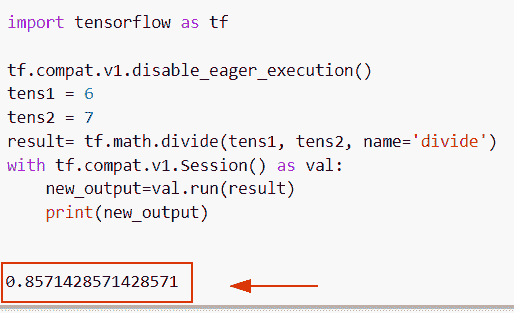 import tensorflow as tf
tf.compat.v1.disable_eager_execution()
tens1 = 6
tens2 = 7
result= tf.math.divide(tens1, tens2, name='divide')
with tf.compat.v1.Session() as val:
    new_output=val.run(result)
    print(new_output)
0.8571428571428571